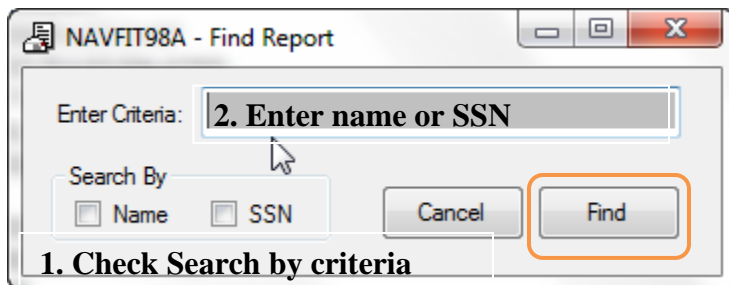 NAVFIT98A - Find Report
Enter Criteria: 2. Enter name or SSN
Search By
Name SSN Cancel Find
1. Check Search by criteria